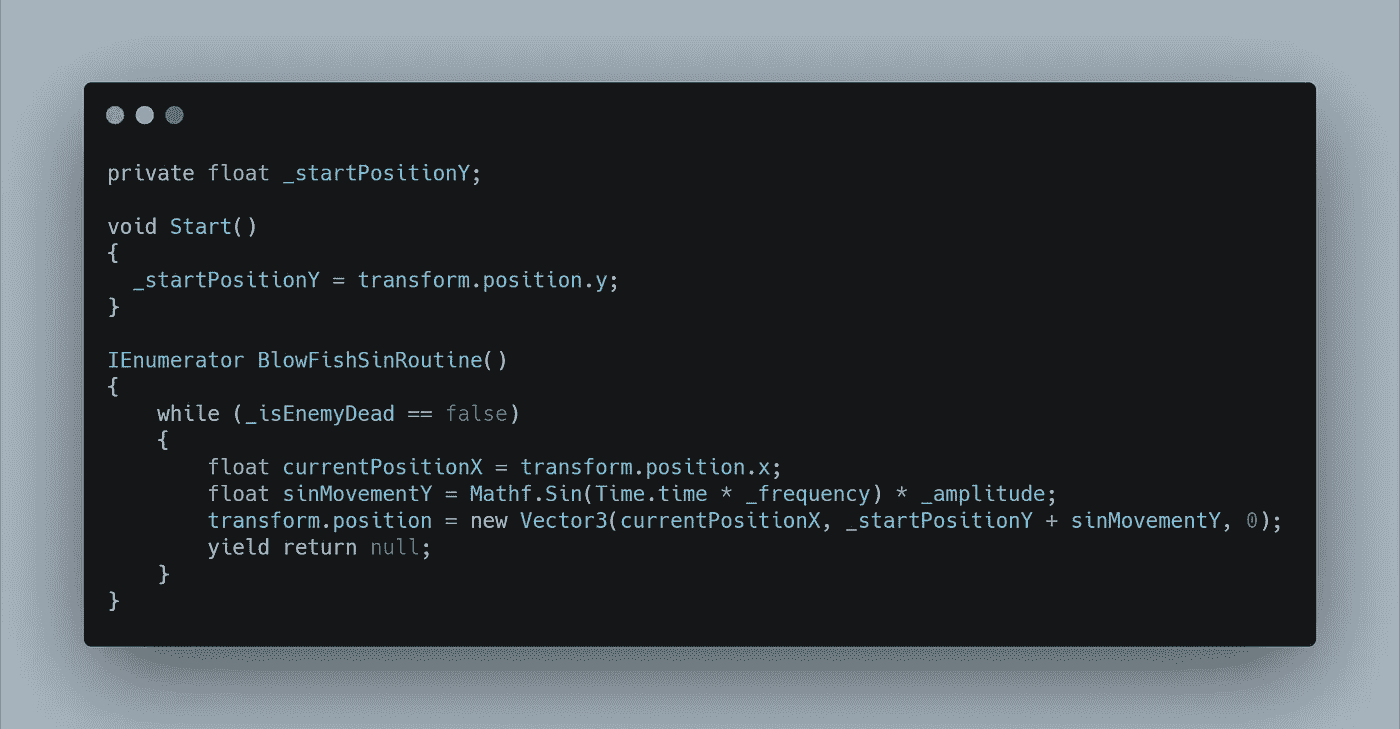 private float _startPositionY;
void Start()
{
_startPositionY = transform.position.y;
}
IEnumerator BlowFishSinRoutine()
{
while (_isEnemyDead == false)
{
float currentPositionX = transform.position.x;
float sinMovementY = Mathf.Sin(Time.time * _frequency) * _amplitude;
transform.position = new Vector3(currentPositionX, _startPositionY + sinMovementY, 0);
yield return null;
}
}